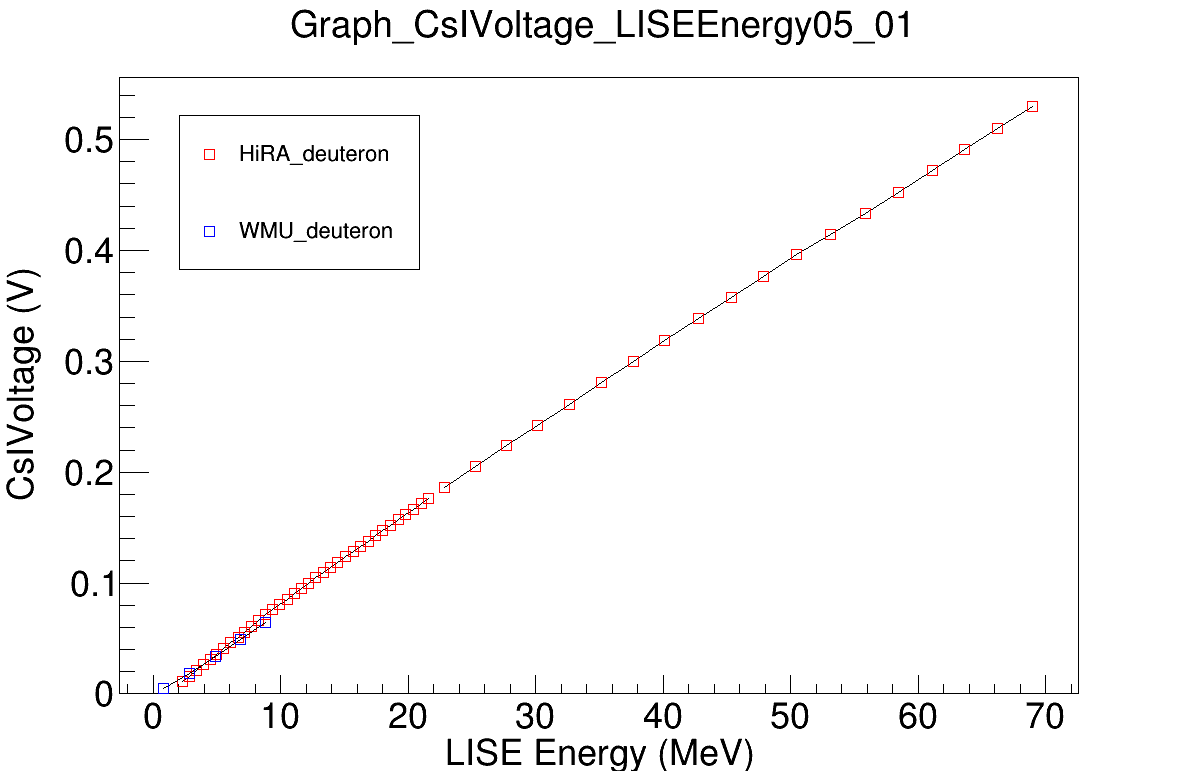 Graph_CsIVoltage_LISEEnergy05_01
HiRA_deuteron
WMU_deuteron
CsIVoltage (V)
0.5
0.4
0.3
0.2
0.1
0
0 10 20 30 40 50 60 70
LISE Energy (MeV)